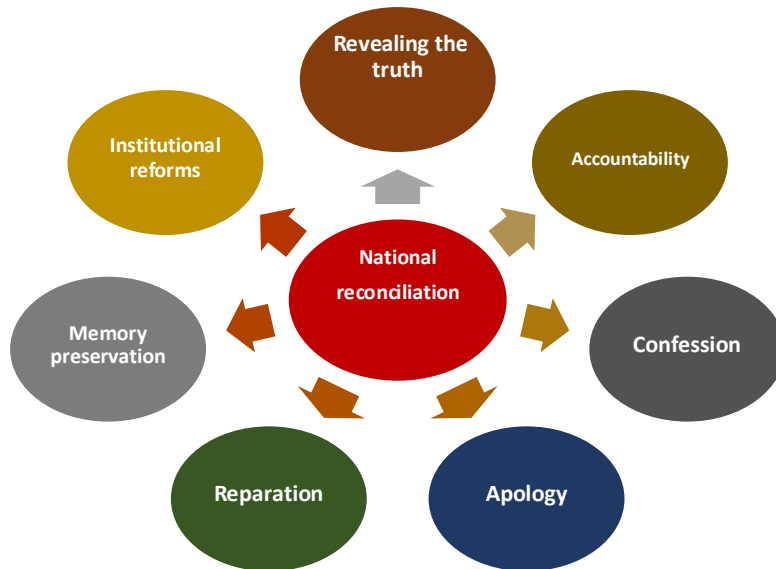 Revealing the
truth
Institutional
reforms
Accountability
National
reconciliation
Memory
preservation
Confession
Reparation
Apology